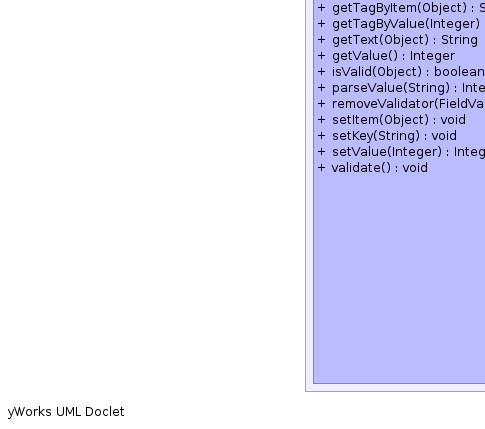 + getTagByItem(Object) : S
+ getTagByValue(Integer)
+ getText(Object) : String
+ getValue() : Integer
+ isValid(Object) : boolean
+ parseValue(String) : Inte
+ removeValidator(FieldVa
+ setItem(Object) : void
+ setKey(String) : void
+ setValue(Integer) : Integ
+ validate() : void
yWorks UML Doclet